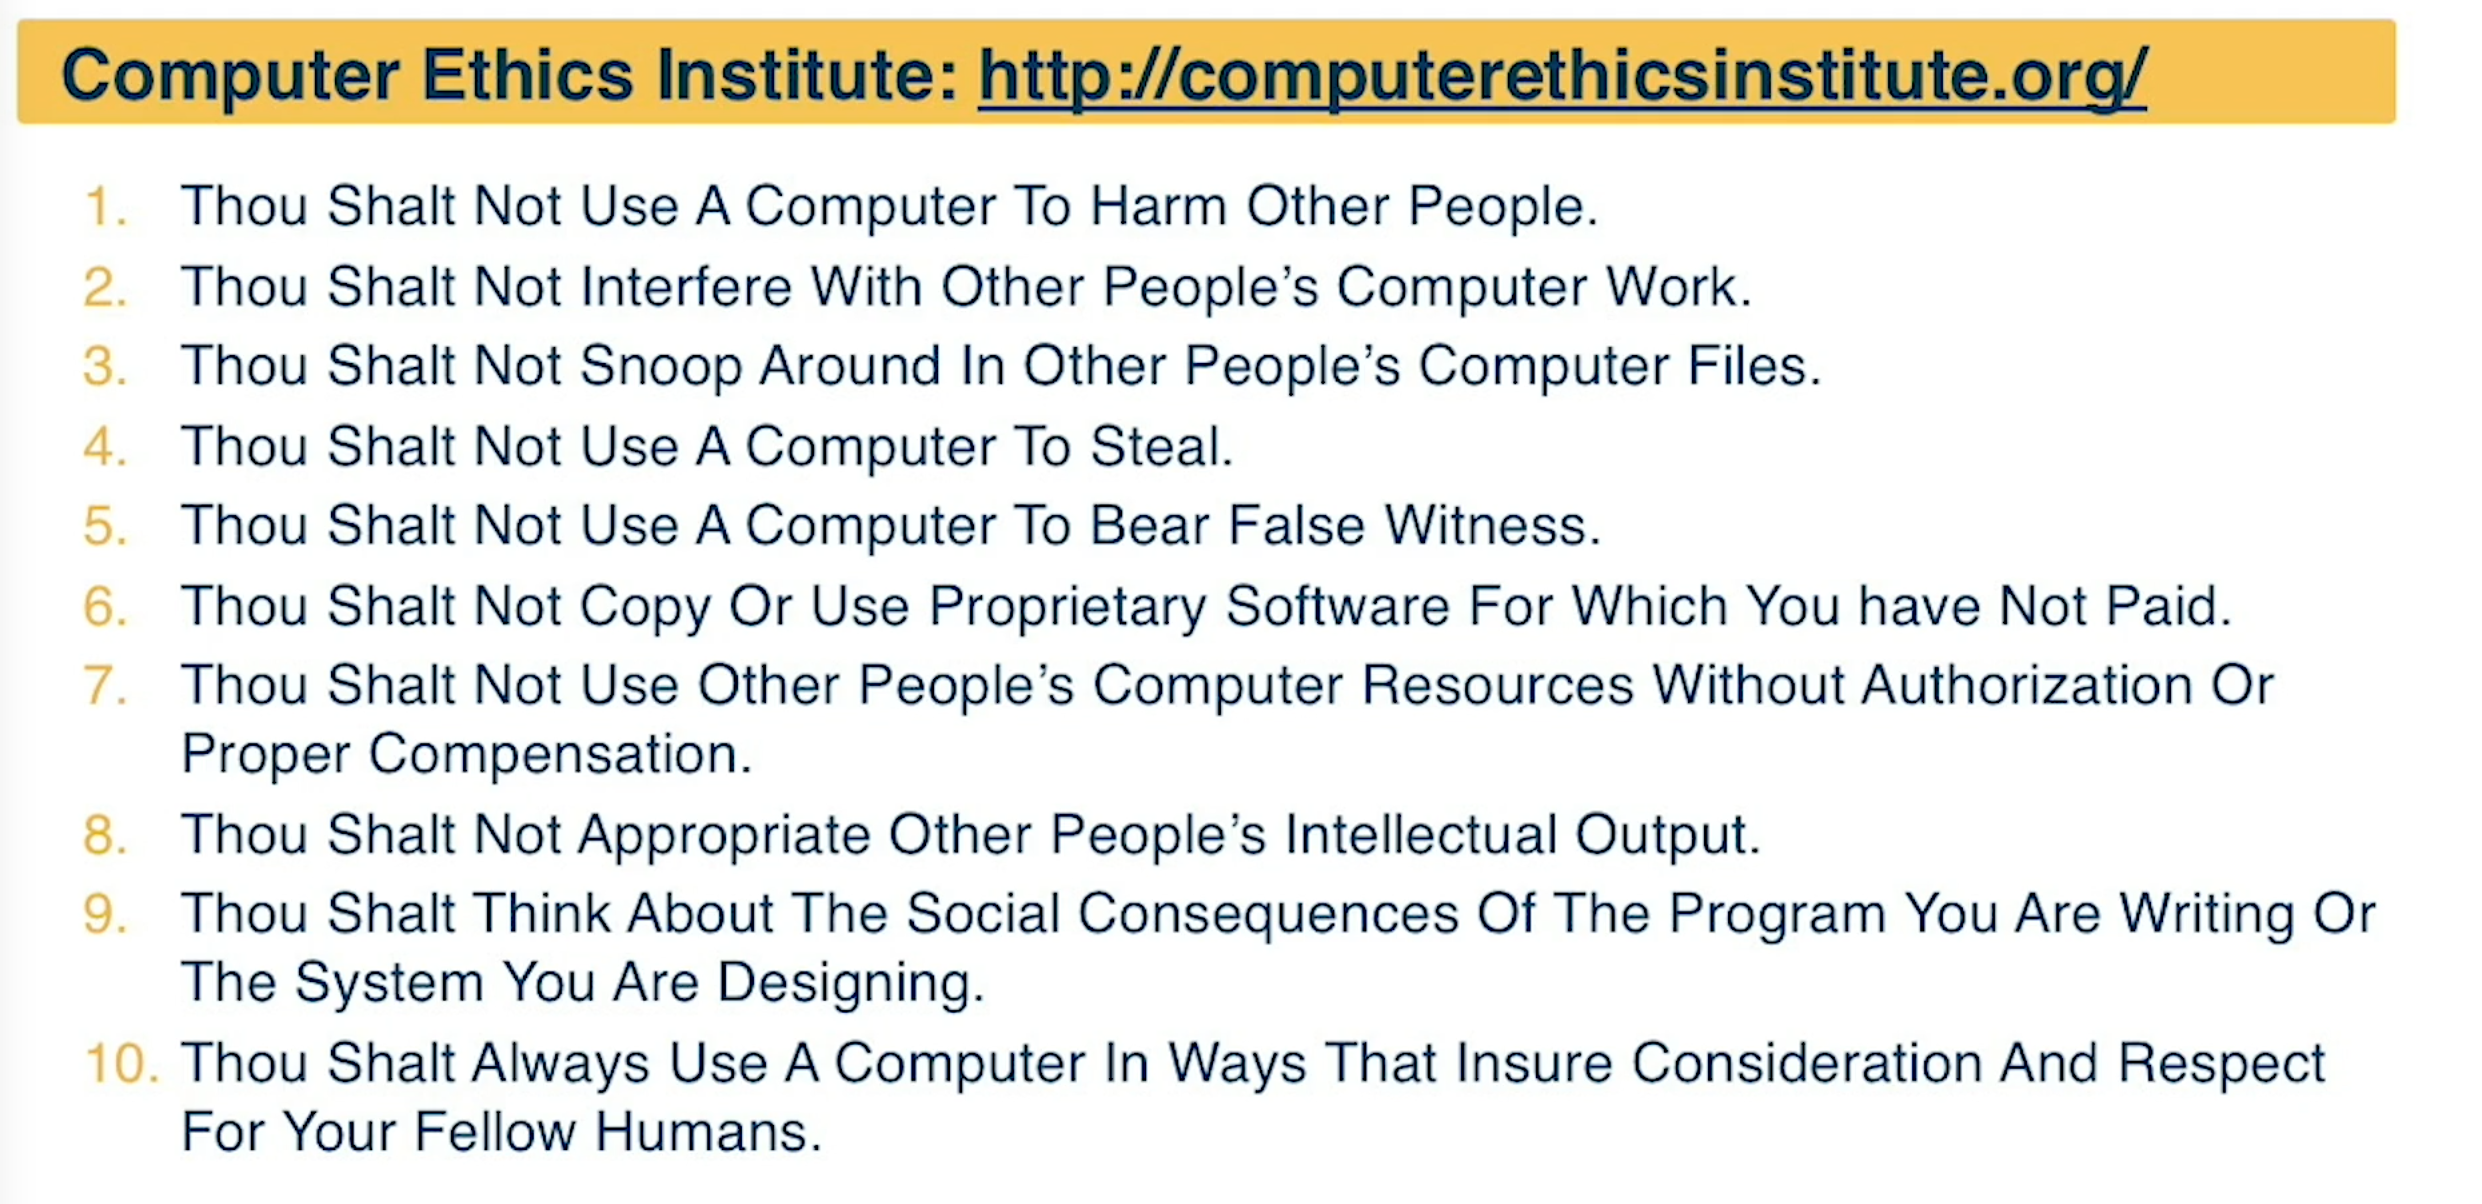 Computer Ethics Institute: http://computerethicsinstitute.org/
1. Thou Shalt Not Use A Computer To Harm Other People.
2. Thou Shalt Not Interfere With Other People’s Computer Work.
3. Thou Shalt Not Snoop Around In Other People’s Computer Files.
4. Thou Shalt Not Use A Computer To Steal.
5. Thou Shalt Not Use A Computer To Bear False Witness.
6. Thou Shalt Not Copy Or Use Proprietary Software For Which You have Not Paid.
7. Thou Shalt Not Use Other People’s Computer Resources Without Authorization Or
Proper Compensation.
8. Thou Shalt Not Appropriate Other People’s Intellectual Output.
9. Thou Shalt Think About The Social Consequences Of The Program You Are Writing Or
The System You Are Designing.
10. Thou Shalt Always Use A Computer In Ways That Insure Consideration And Respect
For Your Fellow Humans.